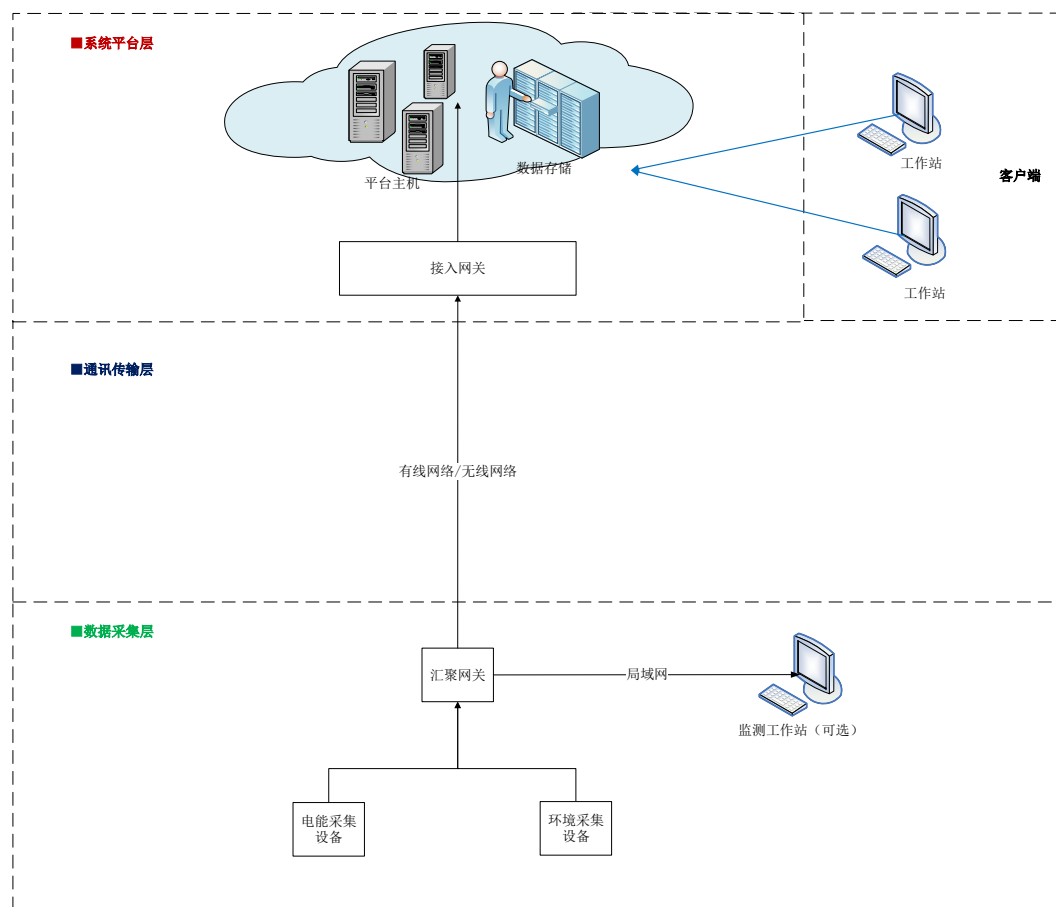 ■系统平台层
数据存储
平台主机
工作站
客户端
工作站
接入网关
■通讯传输层
有线网络/无线网络
■数据采集层
汇聚网关
局域网
监测工作站（可选）
电能采集
设备
环境采集
设备